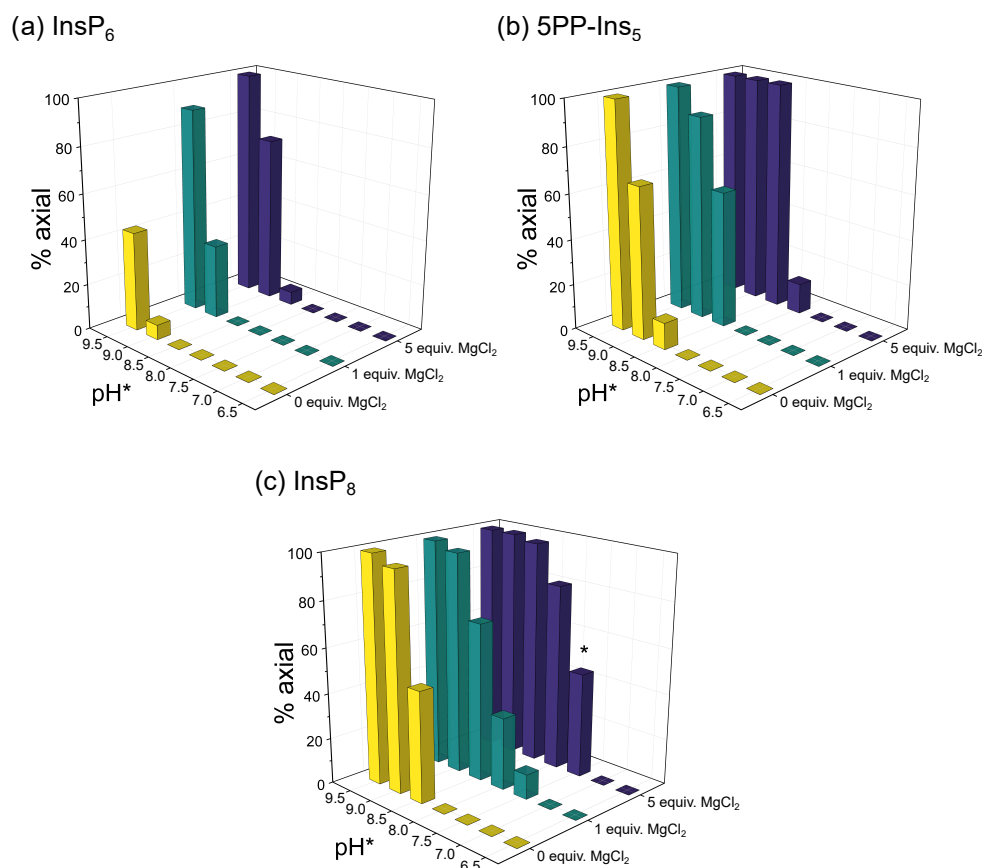 (a) InsP₆
(b) 5PP-Ins₅
% axial
100
80
60
40
20
0
9.5
9.0
8.5
8.0
7.5
7.0
6.5
pH*
0 equiv. MgCl₂
1 equiv. MgCl₂
5 equiv. MgCl₂
% axial
100
80
60
40
20
0
9.5
9.0
8.5
8.0
7.5
7.0
6.5
pH*
0 equiv. MgCl₂
1 equiv. MgCl₂
5 equiv. MgCl₂
(c) InsP₈
% axial
100
80
60
40
20
0
9.5
9.0
8.5
8.0
7.5
7.0
6.5
pH*
*
0 equiv. MgCl₂
1 equiv. MgCl₂
5 equiv. MgCl₂